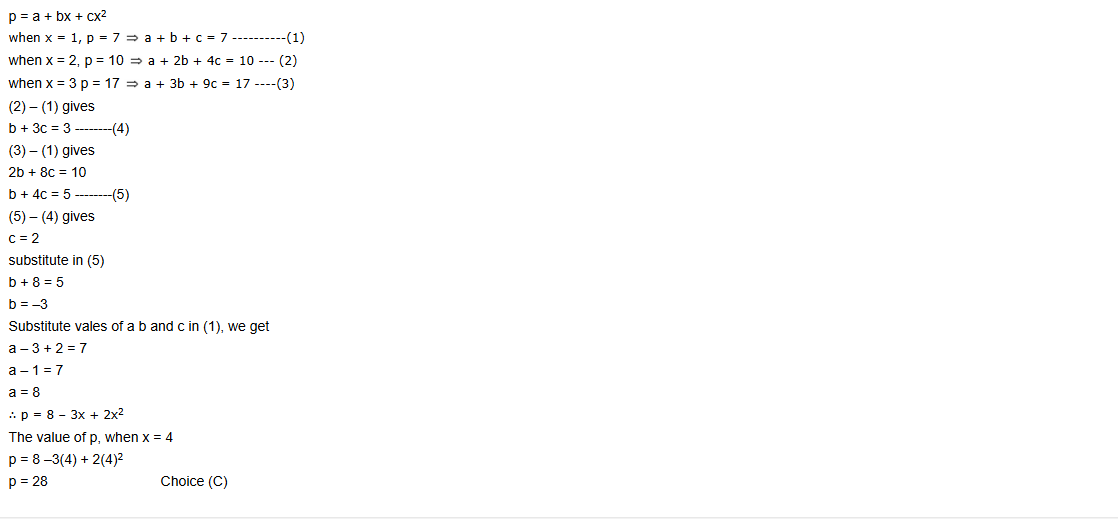 p = a + bx + cx²
when x = 1, p = 7 ⇒ a + b + c = 7 ----------(1)
when x = 2, p = 10 ⇒ a + 2b + 4c = 10 --- (2)
when x = 3 p = 17 ⇒ a + 3b + 9c = 17 ----(3)
(2) – (1) gives
b + 3c = 3 --------(4)
(3) – (1) gives
2b + 8c = 10
b + 4c = 5 --------(5)
(5) – (4) gives
c = 2
substitute in (5)
b + 8 = 5
b = –3
Substitute vales of a b and c in (1), we get
a – 3 + 2 = 7
a – 1 = 7
a = 8
∴ p = 8 – 3x + 2x²
The value of p, when x = 4
p = 8 –3(4) + 2(4)²
p = 28 Choice (C)